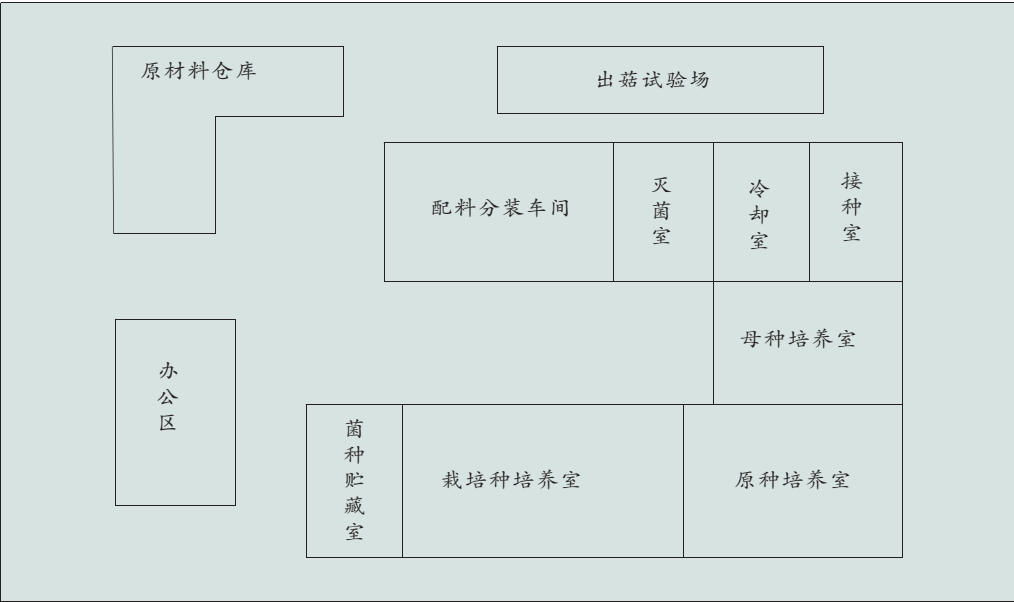 原材料仓库
出菇试验场
配料分装车间
灭菌室
冷却室
接种室
母种培养室
办公区
菌种贮藏室
栽培种培养室
原种培养室